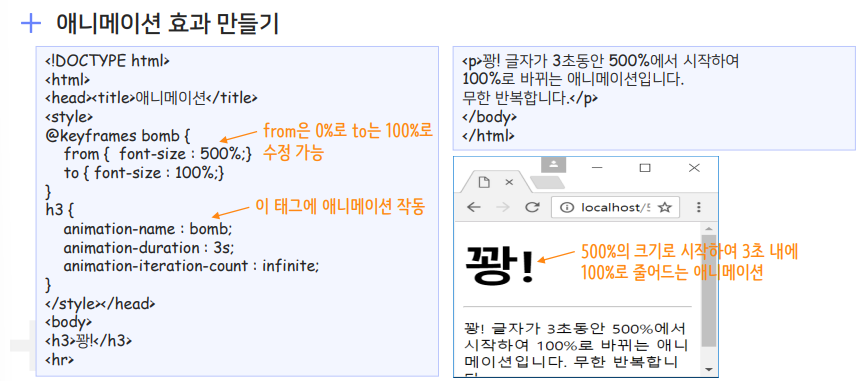 애니메이션 효과 만들기
<!DOCTYPE html>
<html>
<head><title>애니메이션</title>
<style>
@keyframes bomb {
from { font-size : 500%;}
to { font-size : 100%;}
}
h3 {
animation-name : bomb;
animation-duration : 3s;
animation-iteration-count : infinite;
}
</style></head>
<body>
<h3>꽝!</h3>
<hr>
from은 0%로 to는 100%로
수정 가능
이 태그에 애니메이션 작동
<p>꽝! 글자가 3초동안 500%에서 시작하여
100%로 바뀌는 애니메이션입니다.
무한 반복합니다.</p>
</body>
</html>
localhost/5
꽝!
500%의 크기로 시작하여 3초 내에
100%로 줄어드는 애니메이션
꽝! 글자가 3초동안 500%에서
시작하여 100%로 바뀌는 애니
메이션입니다. 무한 반복합니